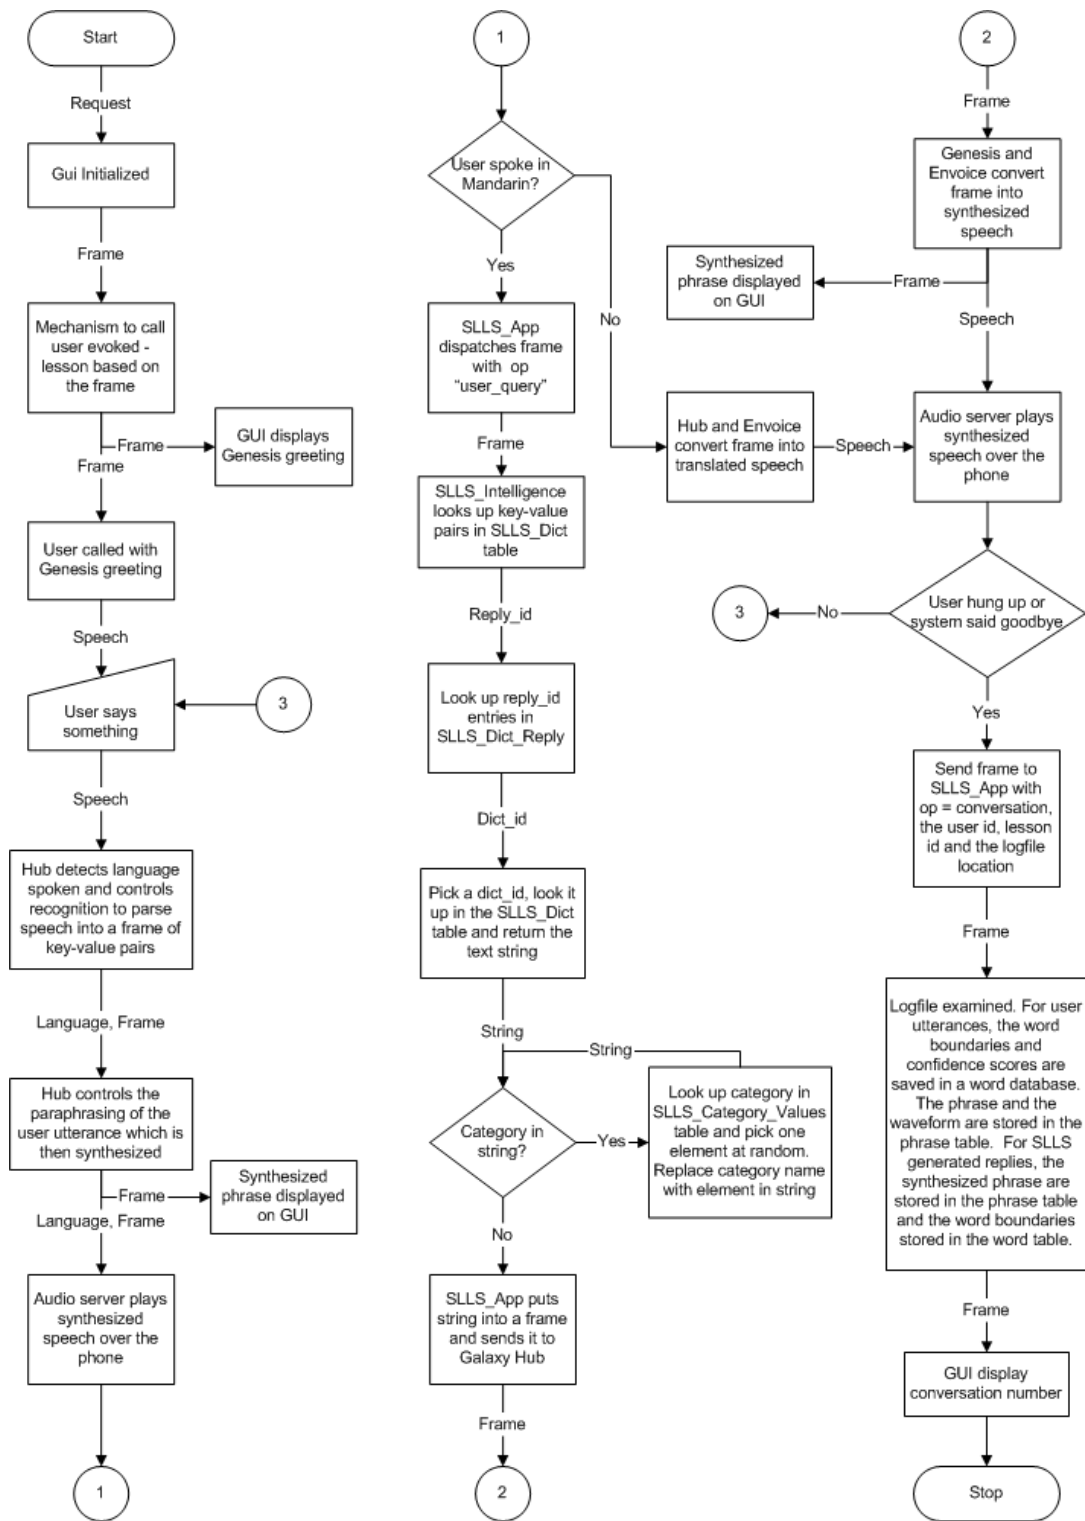 Start
Request
Gui Initialized
Frame
Mechanism to call
user evoked -
lesson based on
the frame
Frame
GUI displays
Genesis greeting
Frame
User called with
Genesis greeting
Speech
User says
something
3
Speech
Hub detects language
spoken and controls
recognition to parse
speech into a frame of
key-value pairs
Language, Frame
Hub controls the
paraphrasing of the
user utterance which is
then synthesized
Frame
Synthesized
phrase displayed
on GUI
Language, Frame
Audio server plays
synthesized
speech over the
phone
1
1
User spoke in
Mandarin?
Yes
No
SLLS_App
dispatches frame
with op
“user_query”
Frame
SLLS_Intelligence
looks up key-value
pairs in SLLS_Dict
table
Reply_id
Look up reply_id
entries in
SLLS_Dict_Reply
Dict_id
Pick a dict_id, look it
up in the SLLS_Dict
table and return the
text string
String
String
Category in
string?
Yes
Look up category in
SLLS_Category_Values
table and pick one
element at random.
Replace category name
with element in string
No
SLLS_App puts
string into a frame
and sends it to
Galaxy Hub
Frame
2
2
Frame
Genesis and
Envoice convert
frame into
synthesized
speech
Frame
Synthesized
phrase displayed
on GUI
Speech
Hub and Envoice
convert frame into
translated speech
Speech
Audio server plays
synthesized
speech over the
phone
User hung up or
system said goodbye
No
3
Yes
Send frame to
SLLS_App with
op = conversation,
the user id, lesson
id and the logfile
location
Frame
Logfile examined. For user
utterances, the word
boundaries and
confidence scores are
saved in a word database.
The phrase and the
waveform are stored in the
phrase table. For SLLS
generated replies, the
synthesized phrase are
stored in the phrase table
and the word boundaries
stored in the word table.
Frame
GUI display
conversation number
Stop